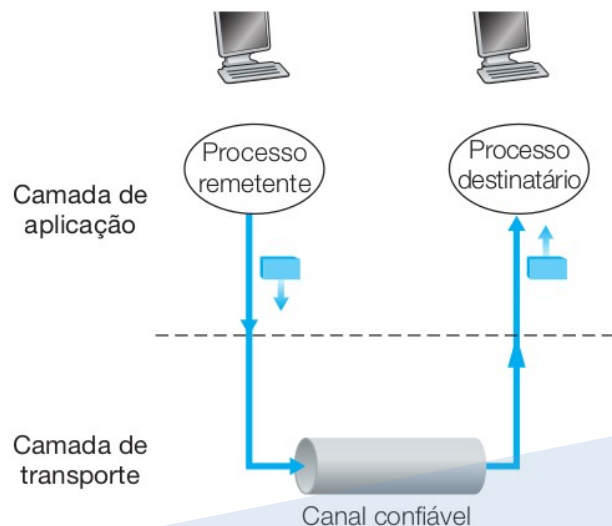 Processo
remetente
Processo
destinatário
Camada de
aplicação
Camada de
transporte
Canal confiável